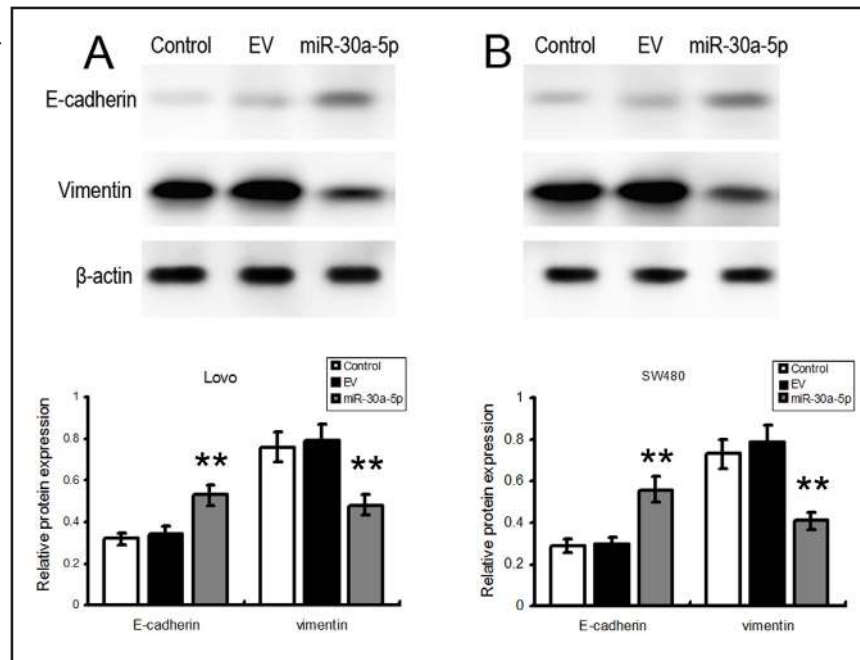 A
Control EV miR-30a-5p
E-cadherin
Vimentin
β-actin
B
Control EV miR-30a-5p
Lovo
Control
EV
miR-30a-5p
Relative protein expression
1
0.8
0.6
0.4
0.2
0
**
**
E-cadherin vimentin
SW480
Control
EV
miR-30a-5p
Relative protein expression
1
0.8
0.6
0.4
0.2
0
**
**
E-cadherin vimentin